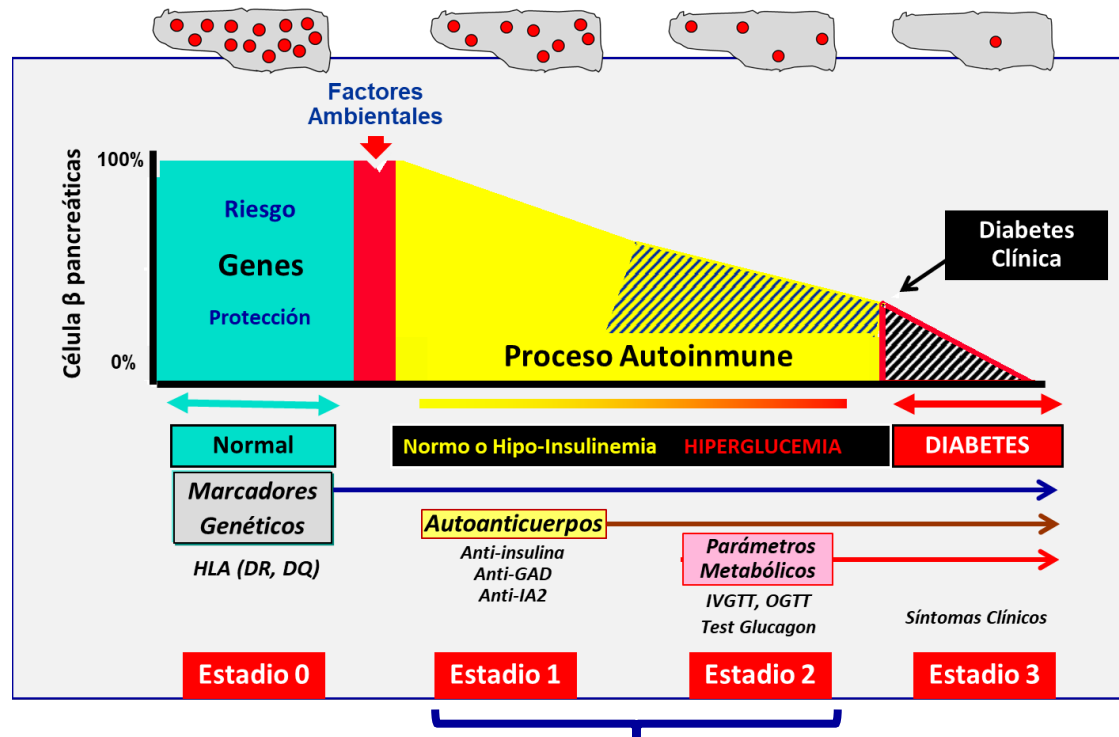 Factores
Ambientales
Célula β pancreáticas
100%
0%
Riesgo
Genes
Protección
Diabetes
Clínica
Proceso Autoinmune
Normal
Normo o Hipo-Insulinemia
HIPERGLUCEMIA
DIABETES
Marcadores
Genéticos
HLA (DR, DQ)
Autoanticuerpos
Anti-insulina
Anti-GAD
Anti-IA2
Parámetros
Metabólicos
IVGTT, OGTT
Test Glucagon
Síntomas Clínicos
Estadio 0
Estadio 1
Estadio 2
Estadio 3